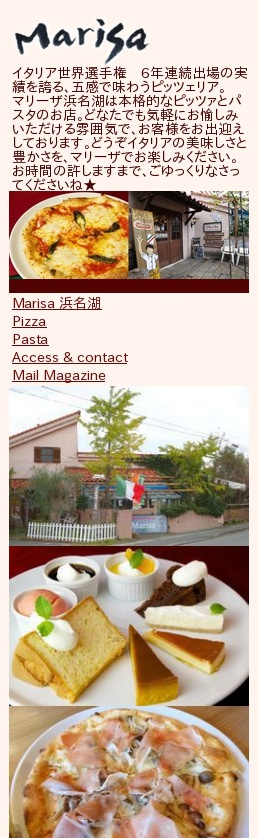 Marisa
イタリア世界選手権　6年連続出場の実
績を誇る、五感で味わうピッツェリア。
マリーザ浜名湖は本格的なピッツァとパ
スタのお店。どなたでも気軽にお愉しみ
いただける雰囲気で、お客様をお出迎え
しております。どうぞイタリアの美味しさと
豊かさを、マリーザでお楽しみください。
お時間の許しますまで、ごゆっくりなさっ
てくださいね★
Marisa 浜名湖
Pizza
Pasta
Access & contact
Mail Magazine
Marisa